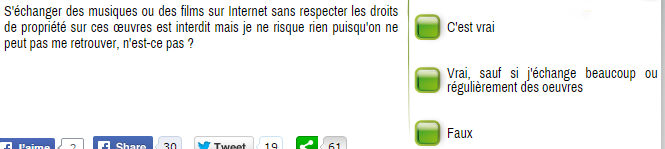 S'échanger des musiques ou des films sur Internet sans respecter les droits
de propriété sur ces œuvres est interdit mais je ne risque rien puisqu'on ne
peut pas me retrouver, n'est-ce pas ?
C'est vrai
Vrai, sauf si j'échange beaucoup ou
régulièrement des oeuvres
Faux
J'aime 2 Share 30 Tweet 19 61